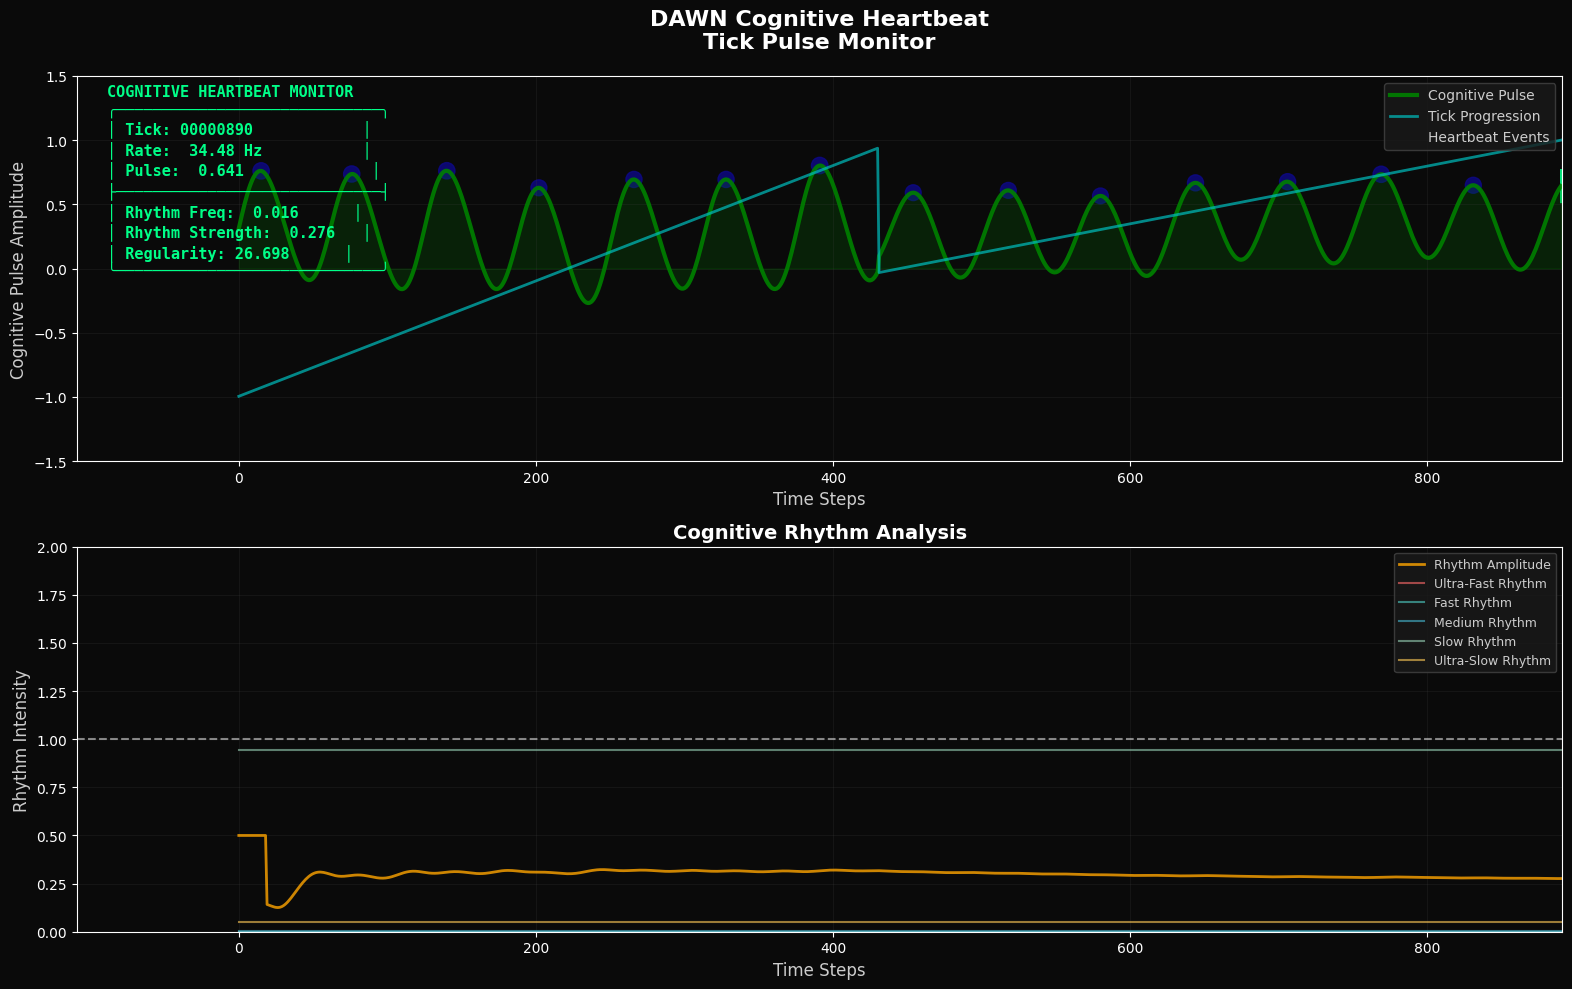 DAWN Cognitive Heartbeat
Tick Pulse Monitor
1.5
1.0
0.5
0.0
−0.5
−1.0
−1.5
Cognitive Pulse Amplitude
COGNITIVE HEARTBEAT MONITOR
Tick: 00000890
Rate: 34.48 Hz
Pulse: 0.641
Rhythm Freq: 0.016
Rhythm Strength: 0.276
Regularity: 26.698
Cognitive Pulse
Tick Progression
Heartbeat Events
0
200
400
600
800
Time Steps
Cognitive Rhythm Analysis
2.00
1.75
1.50
1.25
1.00
0.75
0.50
0.25
0.00
Rhythm Intensity
Rhythm Amplitude
Ultra-Fast Rhythm
Fast Rhythm
Medium Rhythm
Slow Rhythm
Ultra-Slow Rhythm
0
200
400
600
800
Time Steps